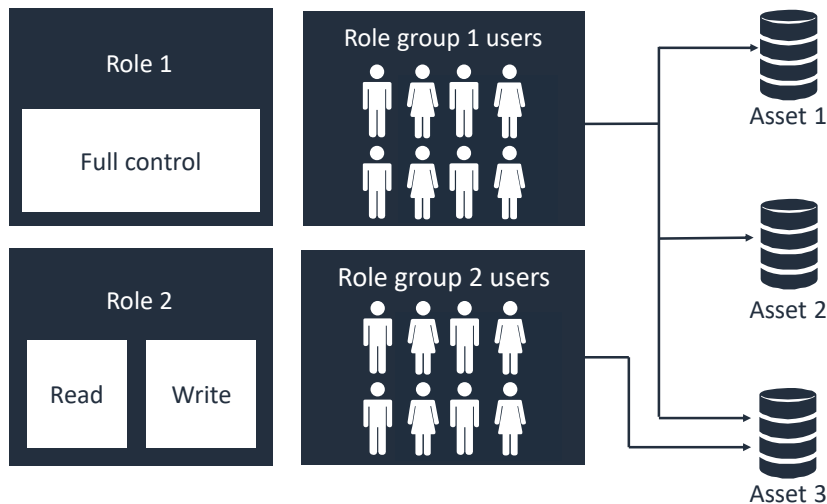 Role 1
Full control
Role group 1 users
Asset 1
Asset 2
Role 2
Read
Write
Role group 2 users
Asset 3